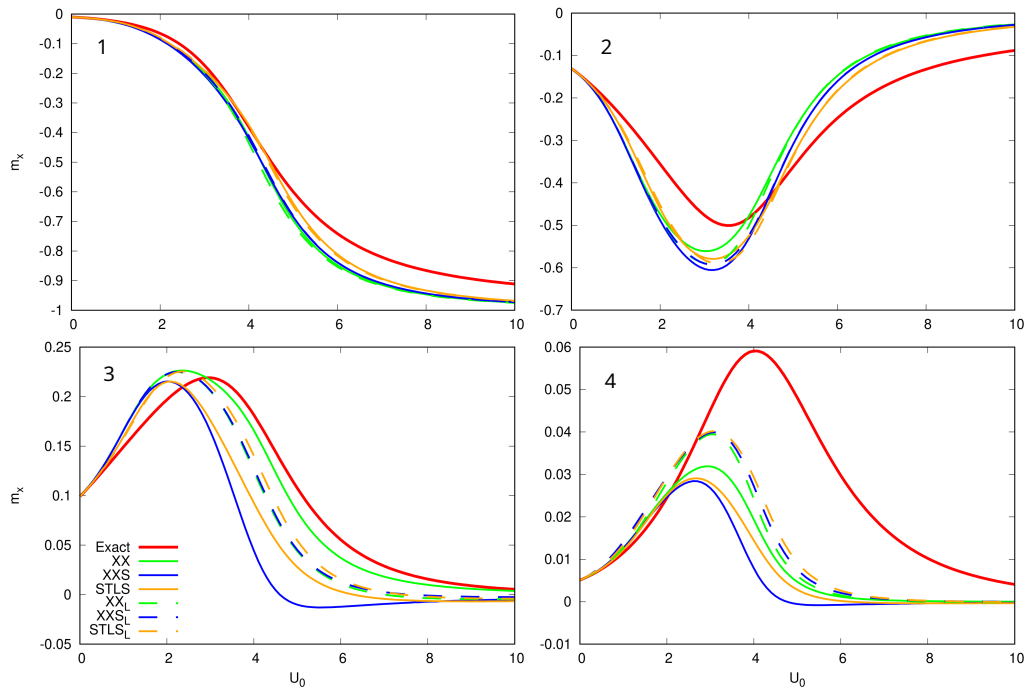 0
-0.1
-0.2
-0.3
-0.4
-0.5
-0.6
-0.7
-0.8
-0.9
-1
0 2 4 6 8 10
m_x
1
0
-0.1
-0.2
-0.3
-0.4
-0.5
-0.6
-0.7
0 2 4 6 8 10
2
0.25
0.2
0.15
0.1
0.05
0
-0.05
0 2 4 6 8 10
m_x
U_0
3
Exact
XX
XXS
STLS
XX_L
XXS_L
STLS_L
0.06
0.05
0.04
0.03
0.02
0.01
0
-0.01
0 2 4 6 8 10
U_0
4